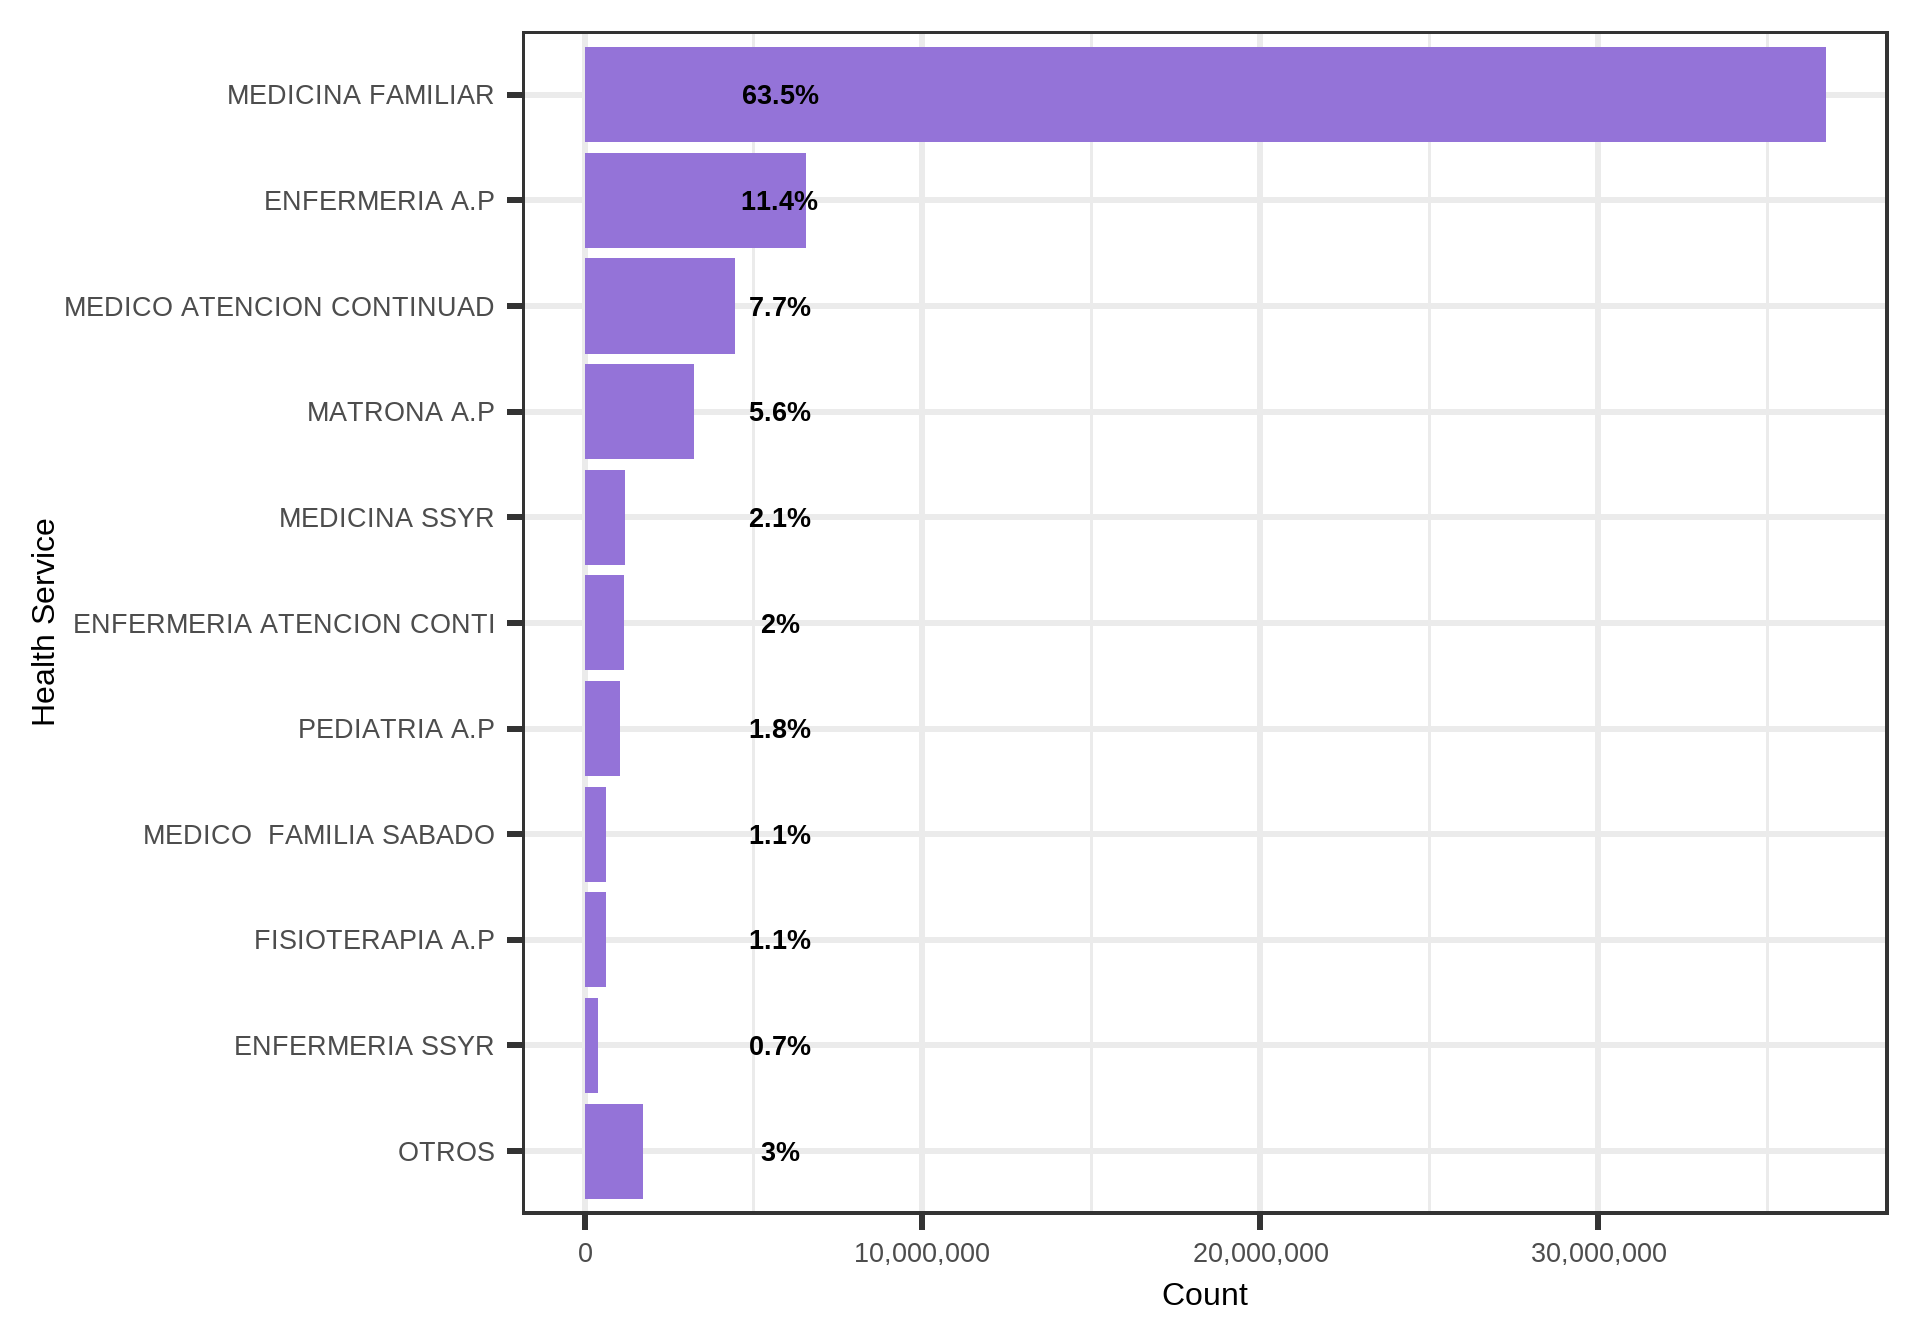 MEDICINA FAMILIAR 63.5%
ENFERMERIA A.P 11.4%
MEDICO ATENCION CONTINUAD 7.7%
MATRONA A.P 5.6%
MEDICINA SSYR 2.1%
ENFERMERIA ATENCION CONTI 2%
PEDIATRIA A.P 1.8%
MEDICO  FAMILIA SABADO 1.1%
FISIOTERAPIA A.P 1.1%
ENFERMERIA SSYR 0.7%
OTROS 3%
Health Service
0 10,000,000 20,000,000 30,000,000
Count